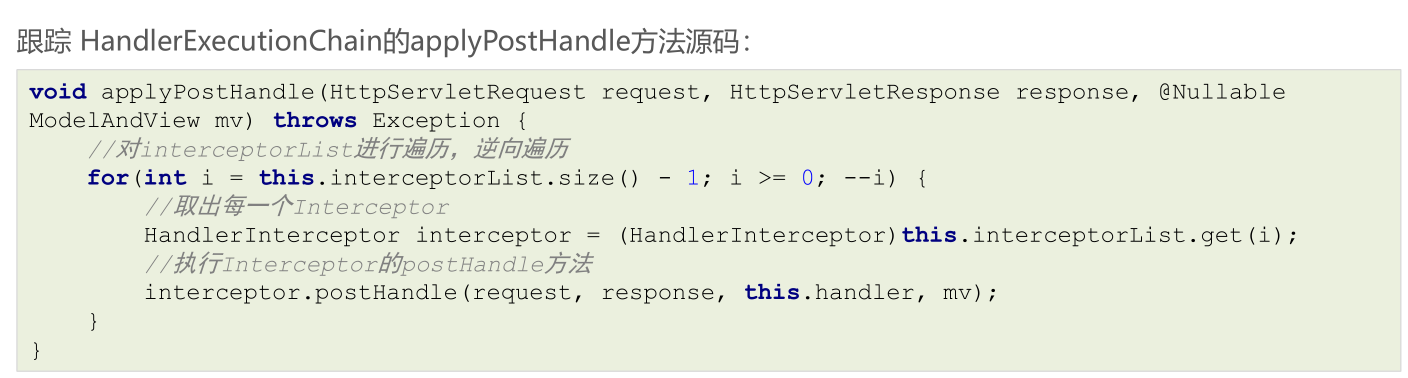 跟踪 HandlerExecutionChain的applyPostHandle方法源码：
void applyPostHandle(HttpServletRequest request, HttpServletResponse response, @Nullable
ModelAndView mv) throws Exception {
    //对interceptorList进行遍历，逆向遍历
    for(int i = this.interceptorList.size() - 1; i >= 0; --i) {
        //取出每一个Interceptor
        HandlerInterceptor interceptor = (HandlerInterceptor)this.interceptorList.get(i);
        //执行Interceptor的postHandle方法
        interceptor.postHandle(request, response, this.handler, mv);
    }
}